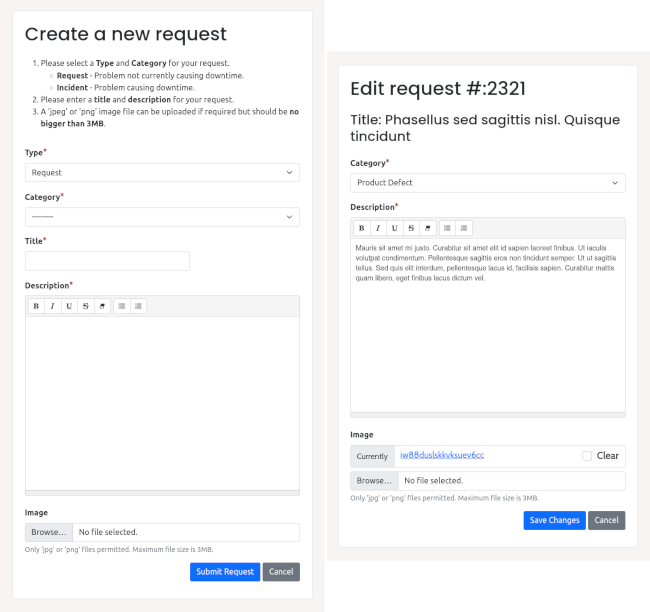 Create a new request
1. Please select a Type and Category for your request.
Request - Problem not currently causing downtime.
Incident - Problem causing downtime.
2. Please enter a title and description for your request.
3. A 'jpeg' or 'png' image file can be uploaded if required but should be no
bigger than 3MB.
Type*
Request
Category*
---------
Title*
Description*
B I U S
Image
Browse... No file selected.
Only 'jpg' or 'png' files permitted. Maximum file size is 3MB.
Submit Request Cancel
Edit request #:2321
Title: Phasellus sed sagittis nisl. Quisque
tincidunt
Category*
Product Defect
Description*
B I U S
Mauris sit amet mi justo. Curabitur sit amet elit id sapien laoreet finibus. Ut iaculis
volutpat condimentum. Pellentesque sagittis eros non tincidunt semper. Ut ut sagittis
tellus. Sed quis elit interdum, pellentesque lacus id, facilisis sapien. Curabitur mattis
quam libero, eget finibus lacus dictum vel.
Image
Currently iw88duslskkvksuev6cc Clear
Browse... No file selected.
Only 'jpg' or 'png' files permitted. Maximum file size is 3MB.
Save Changes Cancel